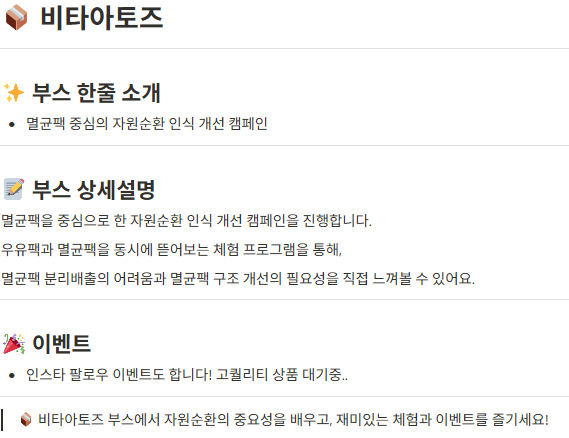 📦 비타아토즈
✨ 부스 한줄 소개
• 멸균팩 중심의 자원순환 인식 개선 캠페인
📝 부스 상세설명
멸균팩을 중심으로 한 자원순환 인식 개선 캠페인을 진행합니다.
우유팩과 멸균팩을 동시에 뜯어보는 체험 프로그램을 통해,
멸균팩 분리배출의 어려움과 멸균팩 구조 개선의 필요성을 직접 느껴볼 수 있어요.
🎉 이벤트
• 인스타 팔로우 이벤트도 합니다! 고퀄리티 상품 대기중..
📦 비타아토즈 부스에서 자원순환의 중요성을 배우고, 재미있는 체험과 이벤트를 즐기세요!